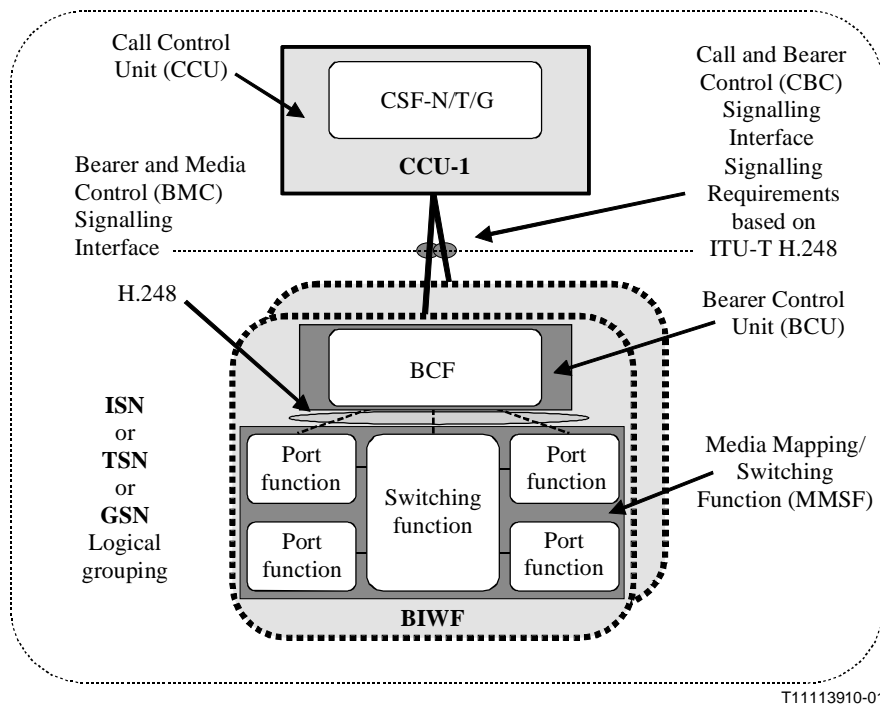 Call Control
Unit (CCU)
CSF-N/T/G
CCU-1
Call and Bearer
Control (CBC)
Signalling
Interface
Signalling
Requirements
based on
ITU-T H.248
Bearer and Media
Control (BMC)
Signalling
Interface
H.248
Bearer Control
Unit (BCU)
BCF
ISN
or
TSN
or
GSN
Logical
grouping
Port
function
Switching
function
Port
function
Port
function
Port
function
Media Mapping/
Switching
Function (MMSF)
BIWF
T11113910-01